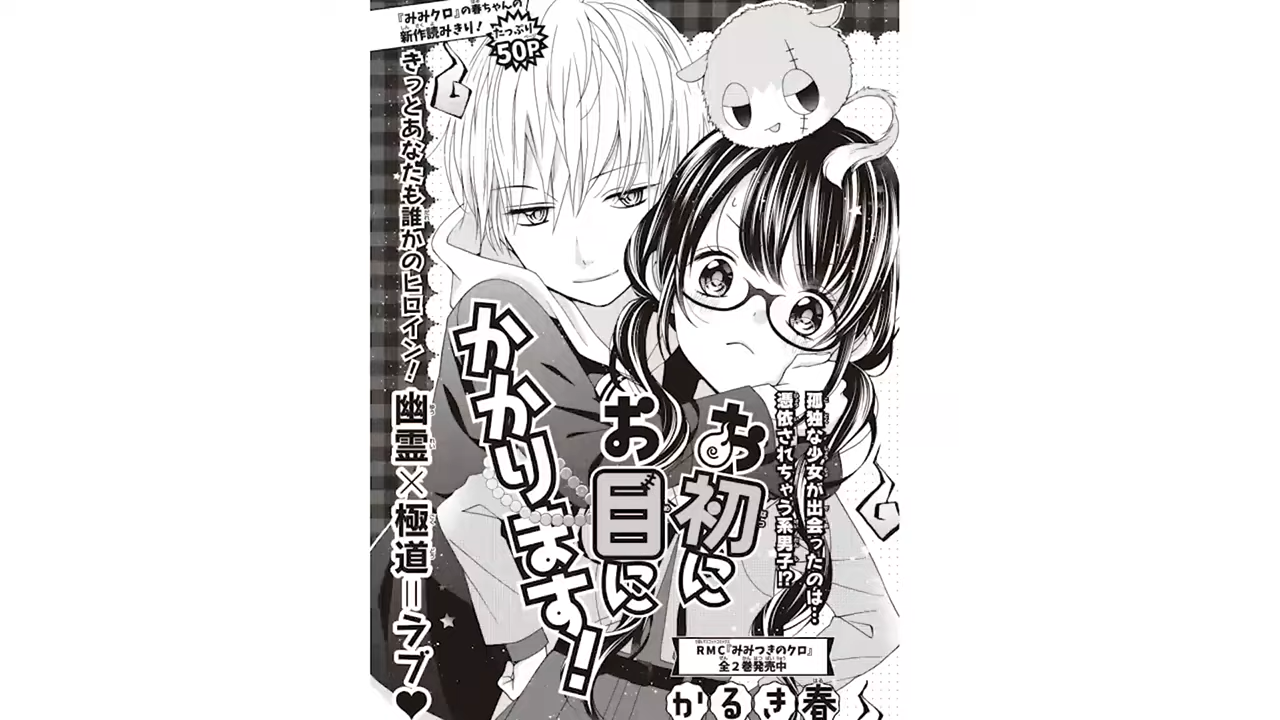 『みみクロ』の春ちゃんの
新作読みきり!
たっぷり
50P
きっとあなたも誰かのヒロイン!
幽霊×極道=ラブ♥
お初に
お目に
かかります!
孤独な少女が出会ったのは…
憑依されちゃう系男子!?
RMC『みみつきのクロ』
全2巻発売中
かるき春